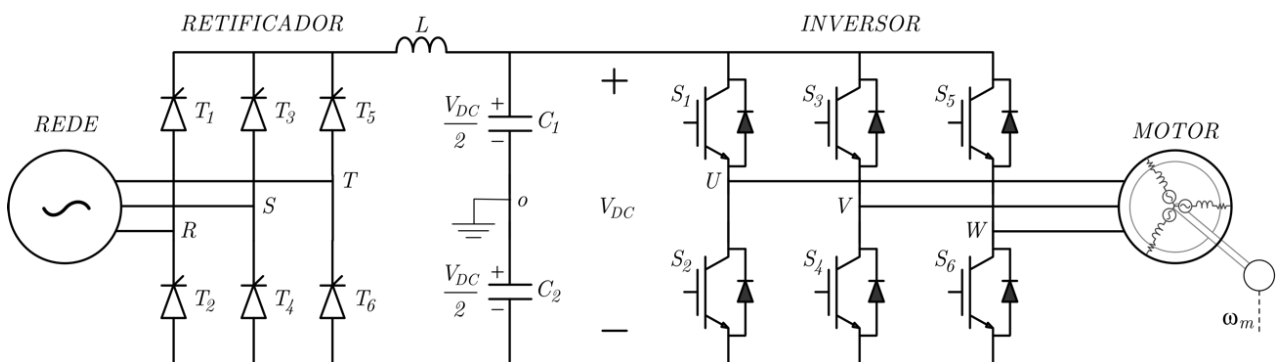 RETIFICADOR
L
INVERSOR
REDE
MOTOR
T1
T3
T5
VDC
2
+
−
C1
+
S1
S3
S5
T
S
R
o
VDC
U
V
W
T2
T4
T6
VDC
2
+
−
C2
−
S2
S4
S6
ωm